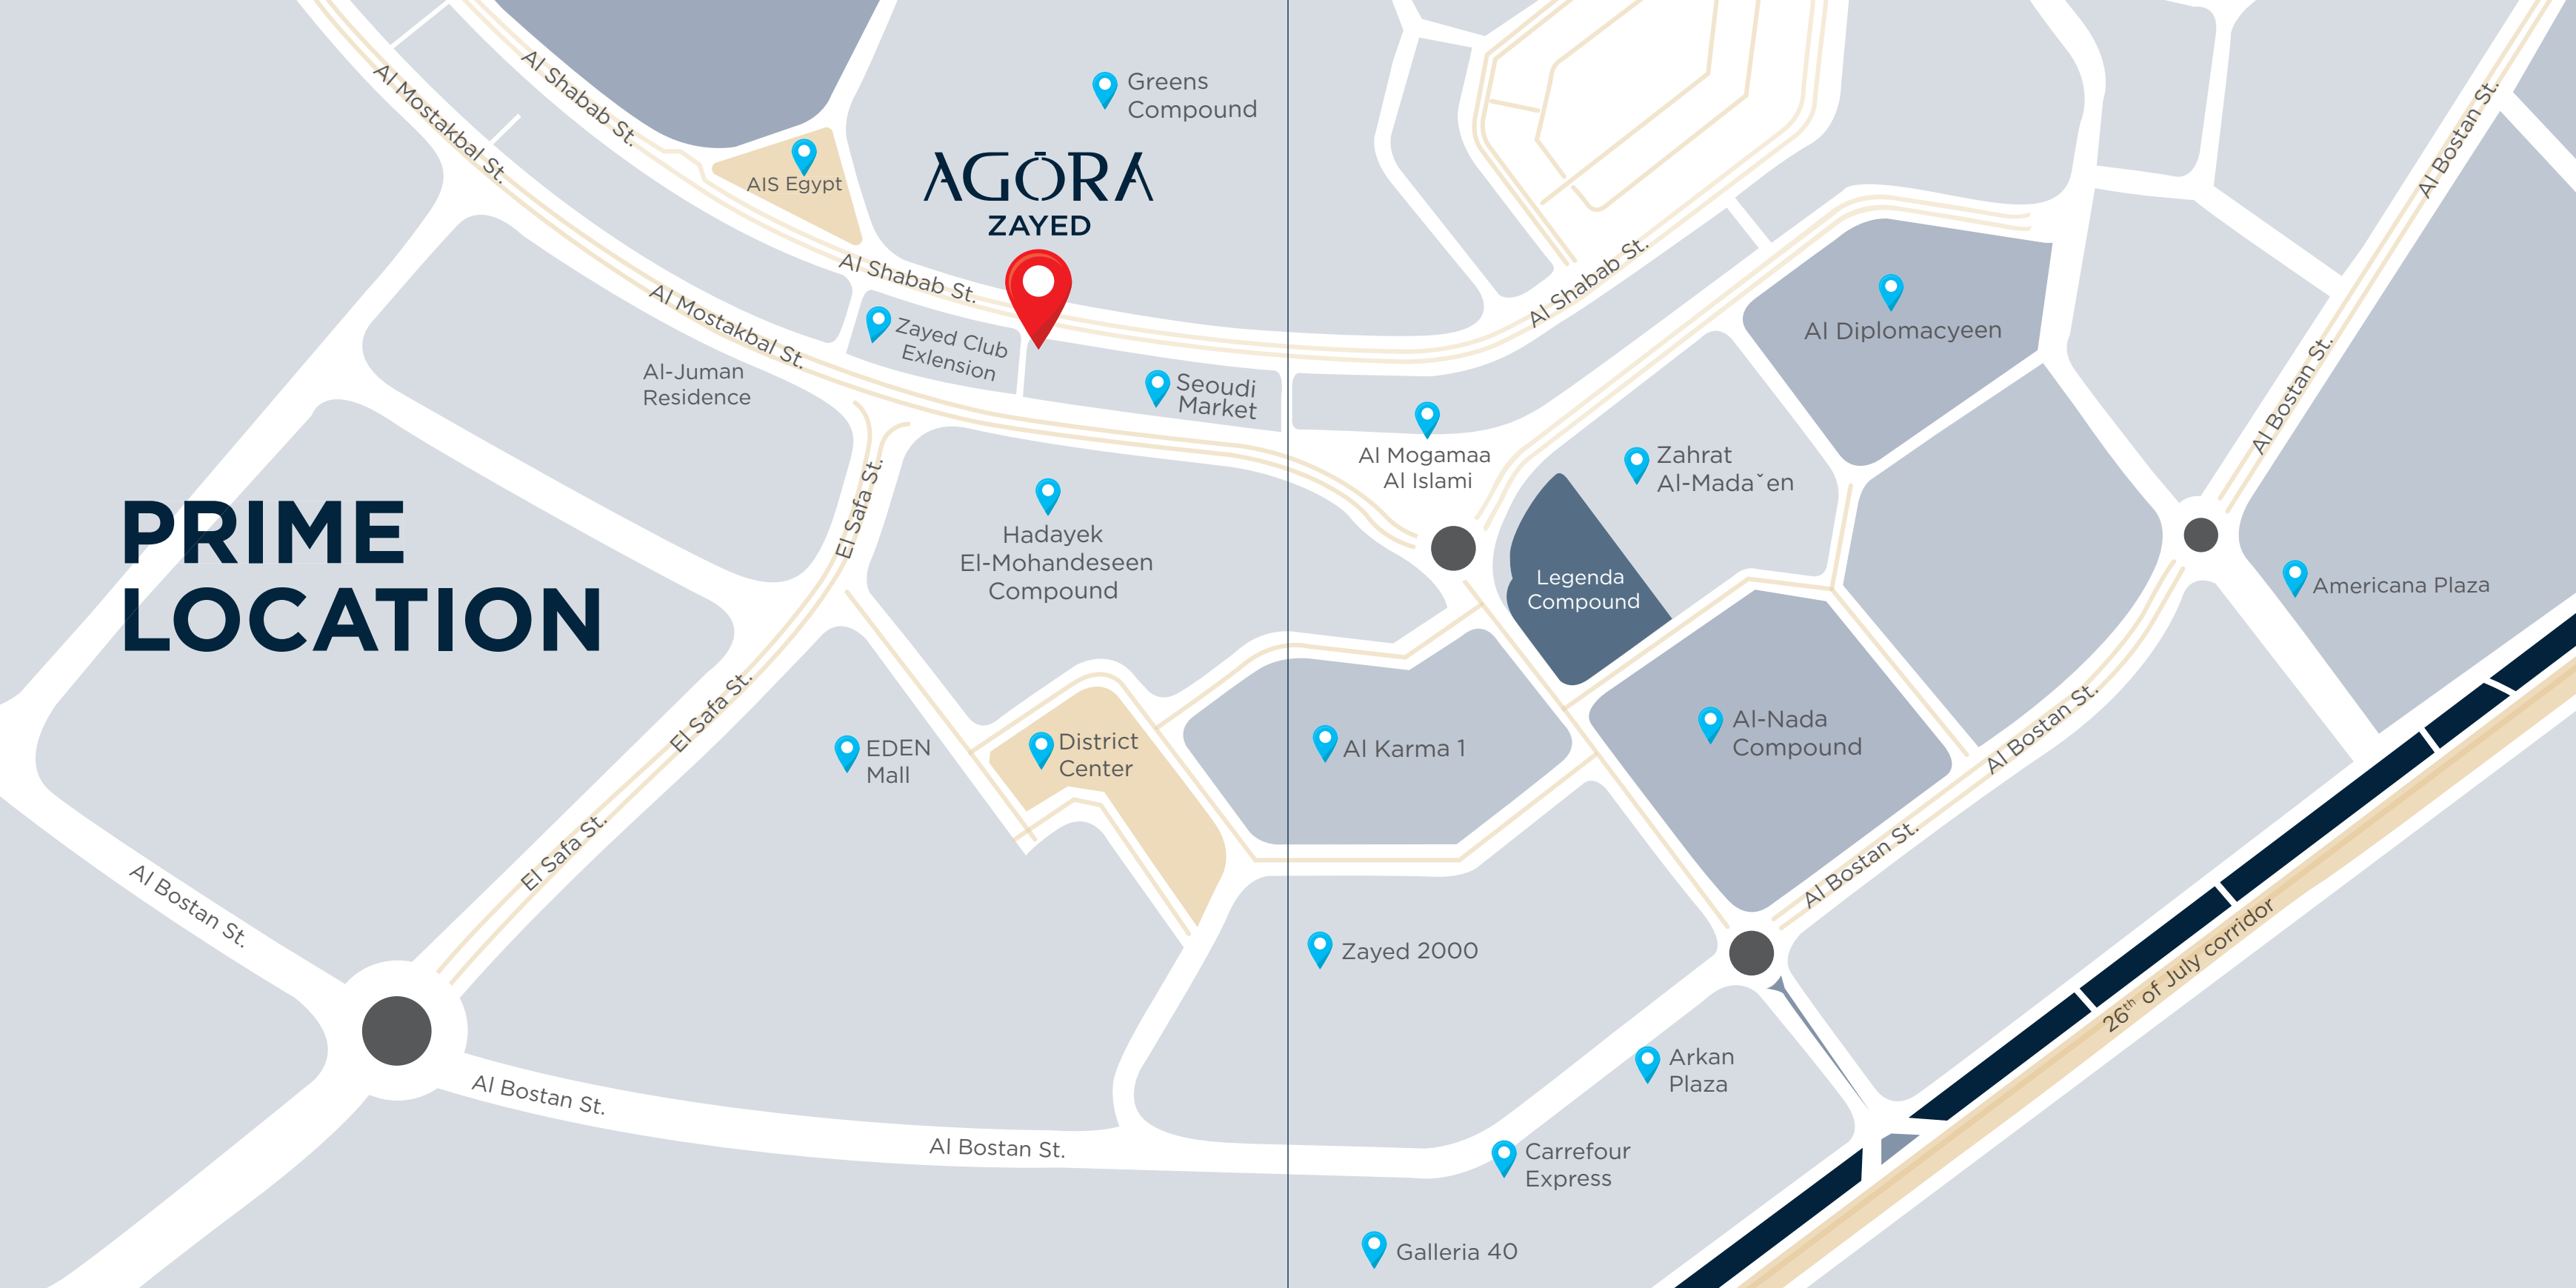 Greens
Compound
Al Shabab St.
Al Mostakbal St.
AIS Egypt
AGŌRA
ZAYED
Al Bostan St.
Al Shabab St.
Al Shabab St.
Al Mostakbal St.
Zayed Club
Exlension
Al Diplomacyeen
Al-Juman
Residence
Seoudi
Market
Al Bostan St.
Al Mogamaa
Al Islami
Zahrat
Al-Madaˇen
El Safa St.
PRIME
LOCATION
Hadayek
El-Mohandeseen
Compound
Legenda
Compound
Americana Plaza
El Safa St.
EDEN
Mall
District
Center
Al Karma 1
Al-Nada
Compound
Al Bostan St.
El Safa St.
Al Bostan St.
Al Bostan St.
Zayed 2000
26th of July corridor
Arkan
Plaza
Al Bostan St.
Al Bostan St.
Carrefour
Express
Galleria 40